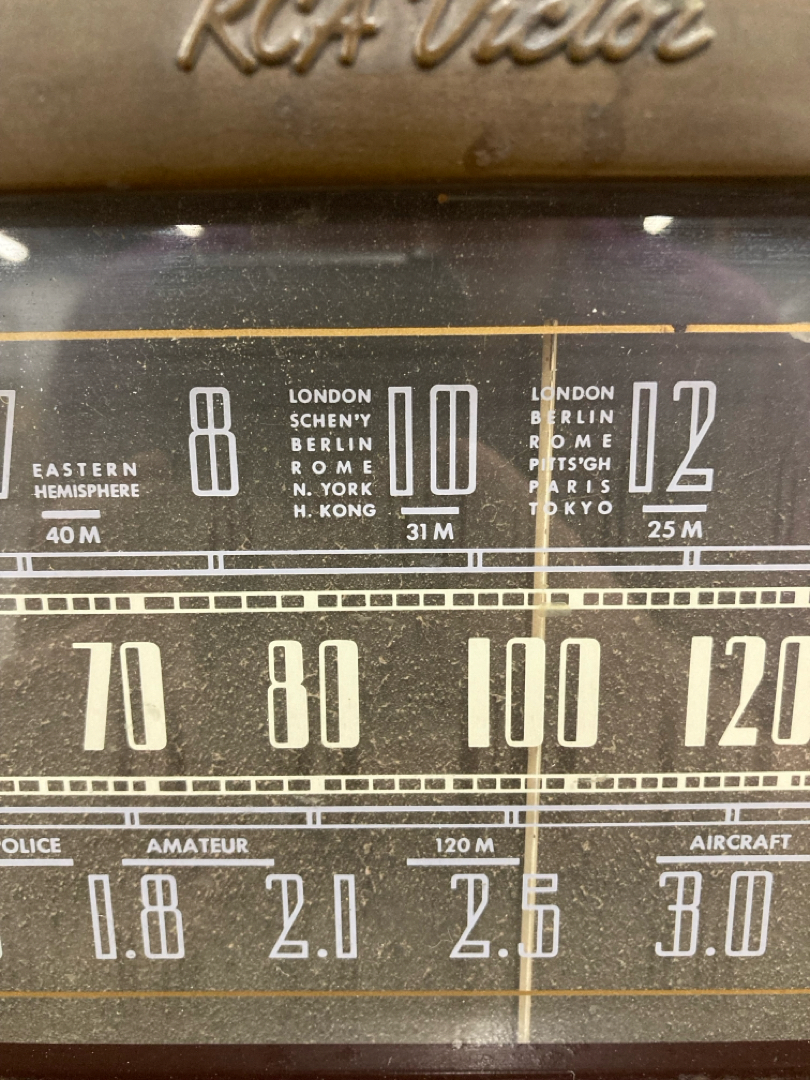 RCA Victor
EASTERN
HEMISPHERE
40 M
8
LONDON
SCHEN'Y
BERLIN
ROME
N. YORK
H. KONG
10
31 M
LONDON
BERLIN
ROME
PITTS'GH
PARIS
TOKYO
12
25 M
70 80 100 120
OLICE AMATEUR 120 M AIRCRAFT
1.8 2.1 2.5 3.0